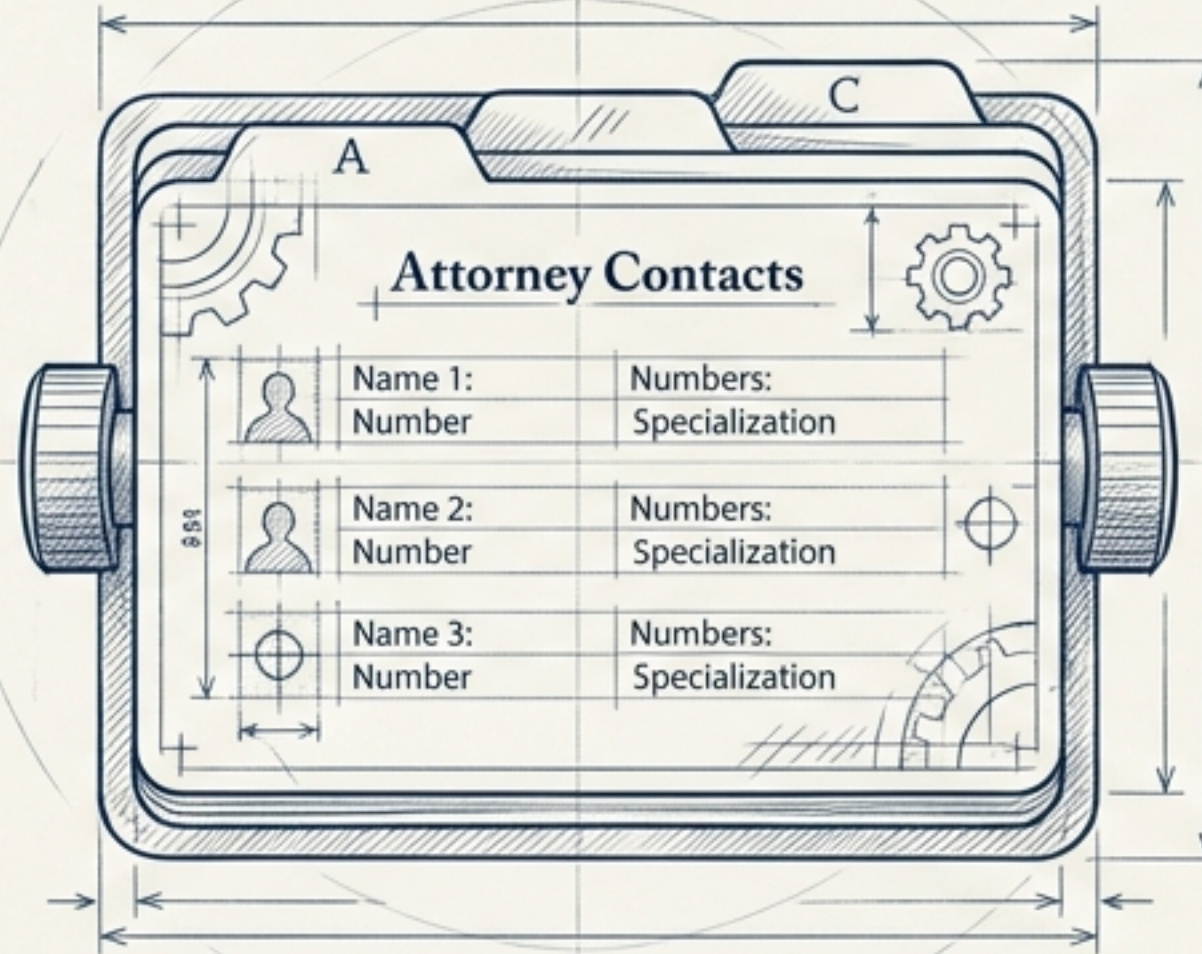 C
A
Attorney Contacts
Name 1:
Numbers:
Number
Specialization
Name 2:
Numbers:
Number
Specialization
Name 3:
Numbers:
Number
Specialization